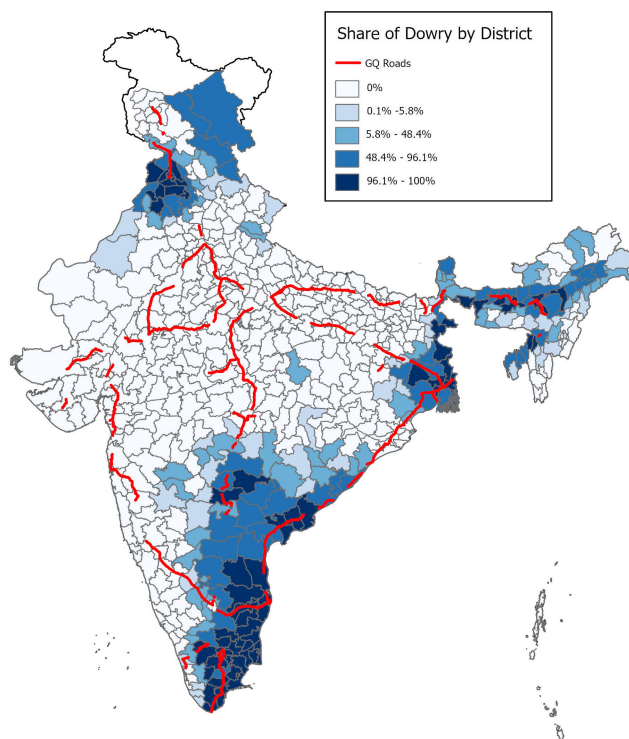 Share of Dowry by District
GQ Roads
0%
0.1% -5.8%
5.8% - 48.4%
48.4% - 96.1%
96.1% - 100%